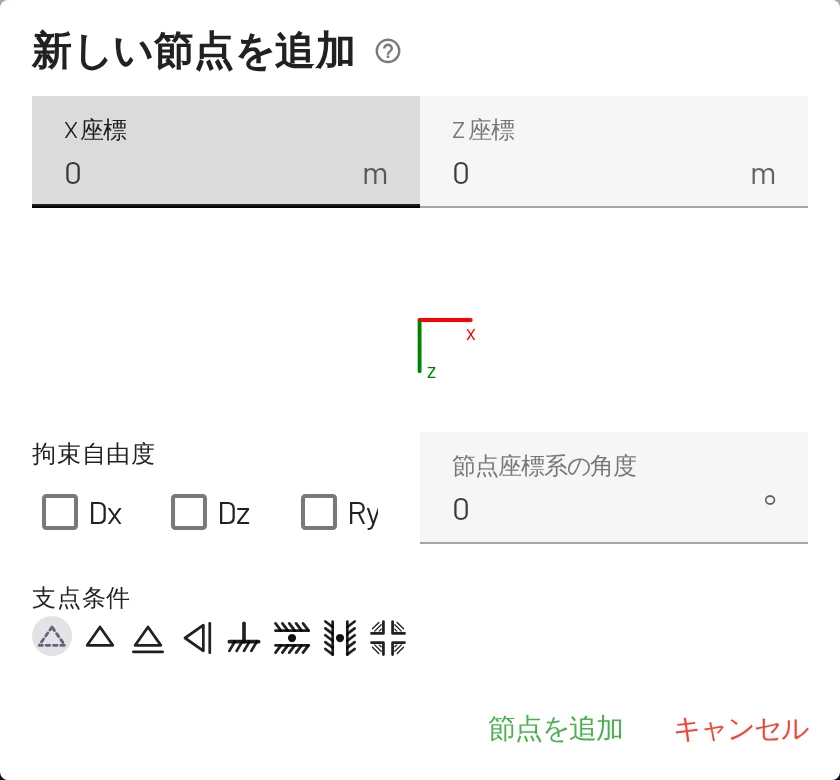 新しい節点を追加
X 座標 Z 座標
0 m 0 m
x
z
拘束自由度
Dx Dz Ry
節点座標系の角度
0 °
支点条件
節点を追加 キャンセル